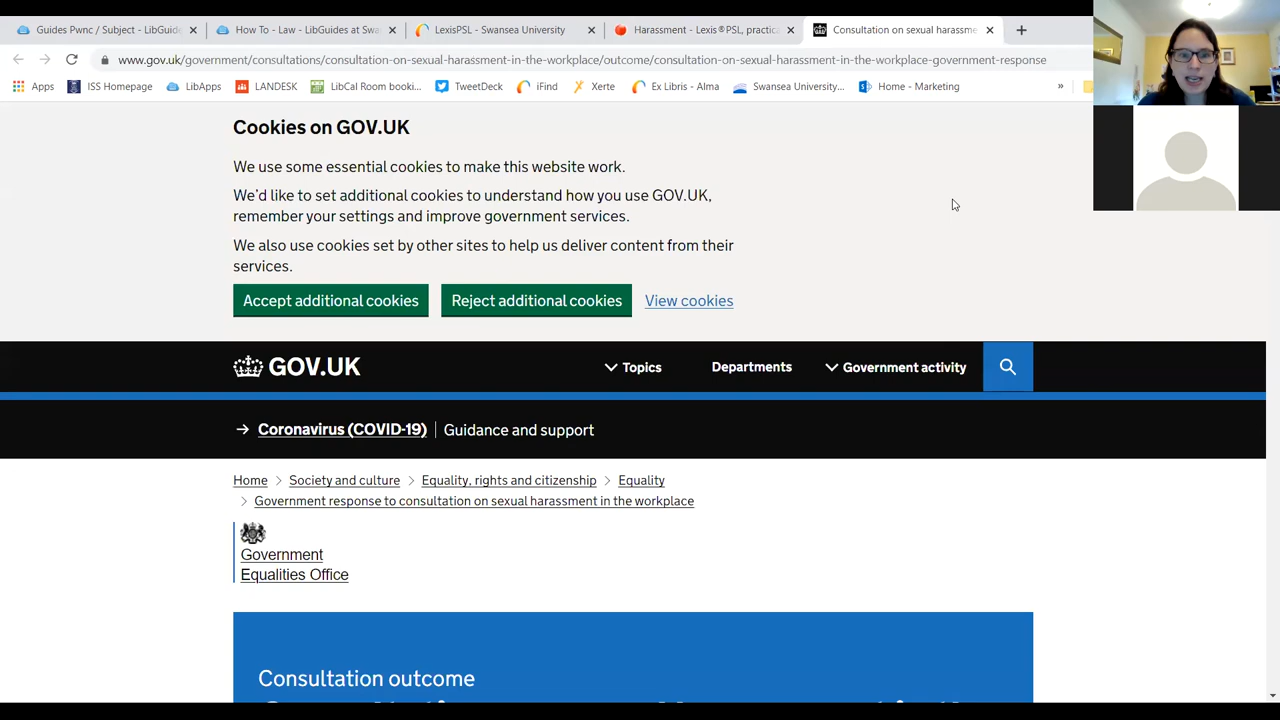 Guides Pwnc / Subject - LibGuid
How To - Law - LibGuides at Swa
LexisPSL - Swansea University
Harassment - Lexis®PSL, practica
Consultation on sexual harassme
www.gov.uk/government/consultations/consultation-on-sexual-harassment-in-the-workplace/outcome/consultation-on-sexual-harassment-in-the-workplace-government-response
Apps
ISS Homepage
LibApps
LANDESK
LibCal Room booki...
TweetDeck
iFind
Xerte
Ex Libris - Alma
Swansea University...
Home - Marketing
»
Cookies on GOV.UK
We use some essential cookies to make this website work.
We'd like to set additional cookies to understand how you use GOV.UK,
remember your settings and improve government services.
We also use cookies set by other sites to help us deliver content from their
services.
Accept additional cookies
Reject additional cookies
View cookies
GOV.UK
Topics
Departments
Government activity
Coronavirus (COVID-19)
Guidance and support
Home > Society and culture > Equality, rights and citizenship > Equality
> Government response to consultation on sexual harassment in the workplace
Government
Equalities Office
Consultation outcome